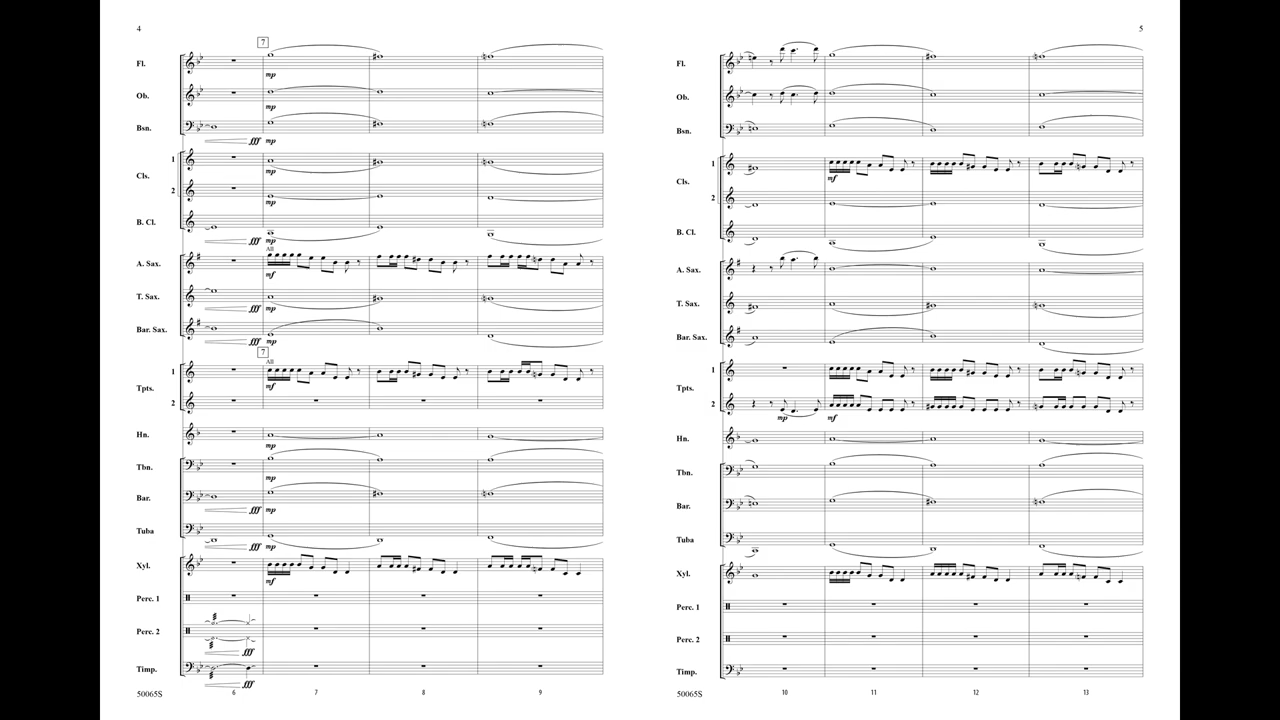 4
7
Fl.
mp
Ob.
mp
Bsn.
fff mp
1
mp
Cls.
2
mp
B. Cl.
fff mp
All
A. Sax.
mf
T. Sax.
fff mp
Bar. Sax.
fff mp
7
All
1
mf
Tpts.
2
Hn.
mp
Tbn.
mp
Bar.
fff mp
Tuba
fff mp
Xyl.
mf
Perc. 1
Perc. 2
fff
Timp.
fff
50065S 6 7 8 9
5
Fl.
Ob.
Bsn.
1
mf
Cls.
2
B. Cl.
A. Sax.
T. Sax.
Bar. Sax.
1
Tpts.
2
mp mf
Hn.
Tbn.
Bar.
Tuba
Xyl.
Perc. 1
Perc. 2
Timp.
50065S 10 11 12 13